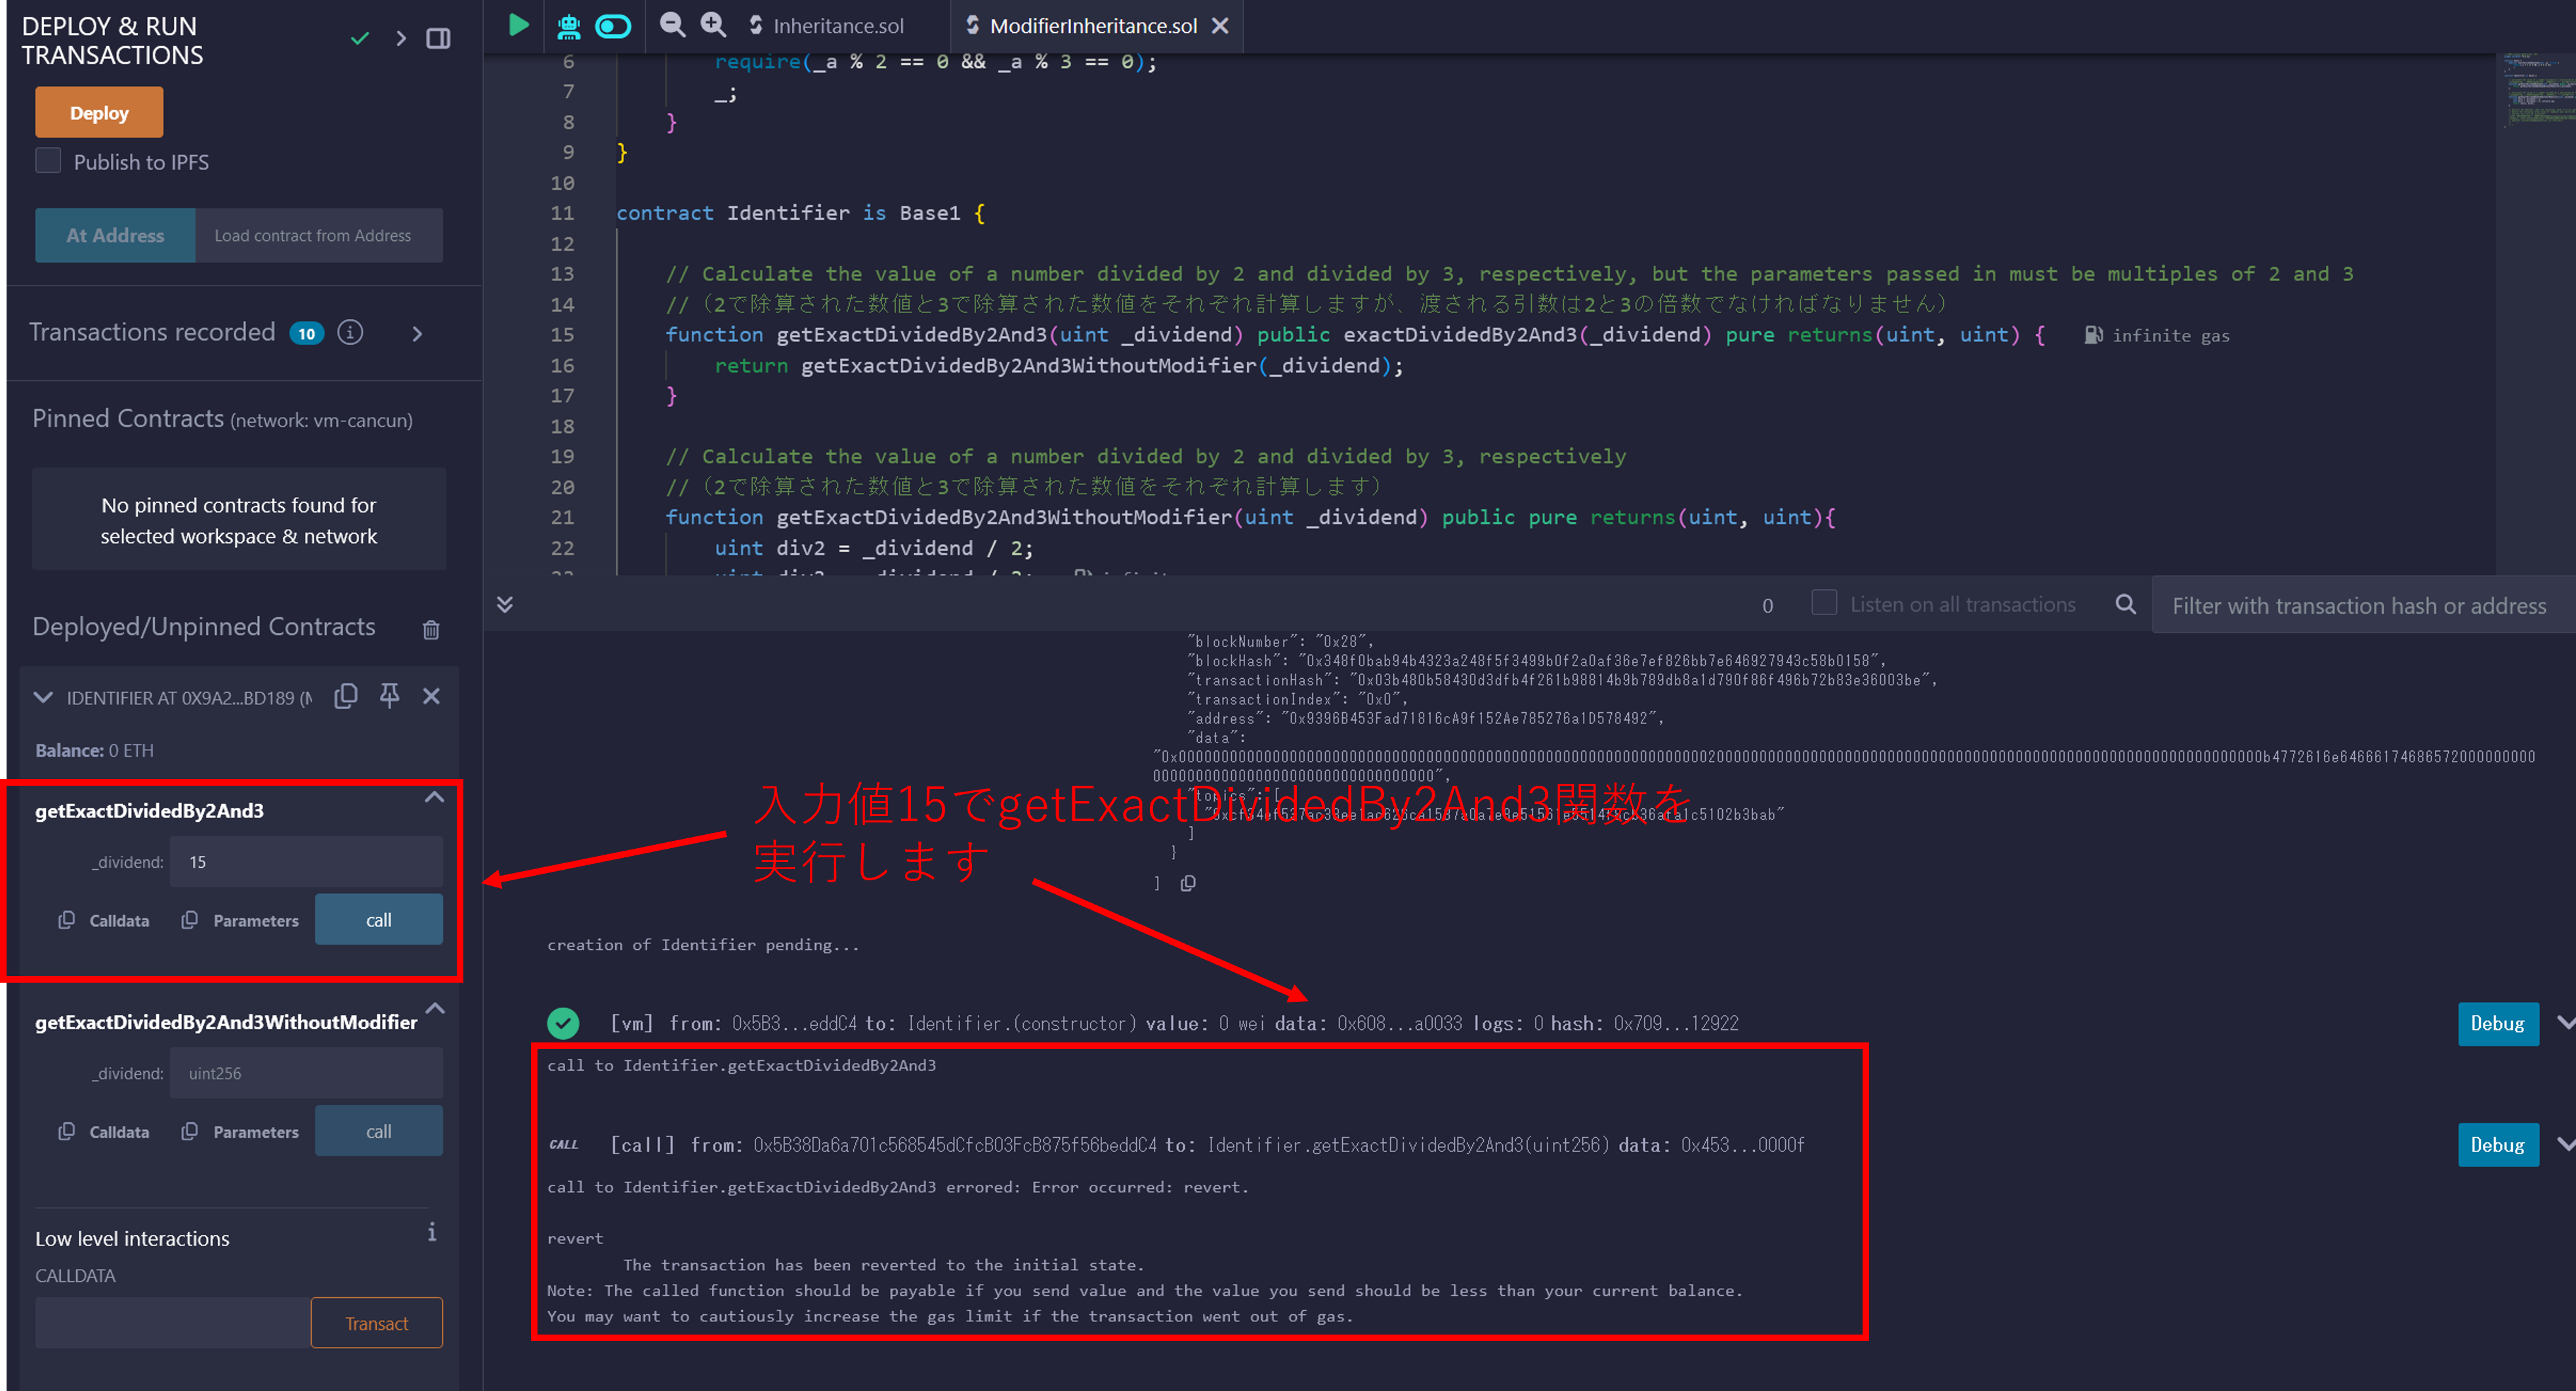 DEPLOY & RUN
TRANSACTIONS
Deploy
Publish to IPFS
At Address
Load contract from Address
Transactions recorded 10
Pinned Contracts (network: vm-cancun)
No pinned contracts found for
selected workspace & network
Deployed/Unpinned Contracts
IDENTIFIER AT 0X9A2...BD189 (M
Balance: 0 ETH
getExactDividedBy2And3
_dividend: 15
Calldata Parameters call
getExactDividedBy2And3WithoutModifier
_dividend: uint256
Calldata Parameters call
Low level interactions
CALLDATA
Transact
Inheritance.sol ModifierInheritance.sol
6 require(_a % 2 == 0 && _a % 3 == 0);
7 _;
8 }
9 }
10
11 contract Identifier is Base1 {
12
13 // Calculate the value of a number divided by 2 and divided by 3, respectively, but the parameters passed in must be multiples of 2 and 3
14 //（2で除算された数値と3で除算された数値をそれぞれ計算しますが、渡される引数は2と3の倍数でなければなりません）
15 function getExactDividedBy2And3(uint _dividend) public exactDividedBy2And3(_dividend) pure returns(uint, uint) { infinite gas
16 return getExactDividedBy2And3WithoutModifier(_dividend);
17 }
18
19 // Calculate the value of a number divided by 2 and divided by 3, respectively
20 //（2で除算された数値と3で除算された数値をそれぞれ計算します）
21 function getExactDividedBy2And3WithoutModifier(uint _dividend) public pure returns(uint, uint){
22 uint div2 = _dividend / 2;
0 Listen on all transactions Filter with transaction hash or address
"blockNumber": "0x28",
"blockHash": "0x348f0bab94b4323a248f5f3499b0f2a0af36e7ef826bb7e646927943c58b0158",
"transactionHash": "0x03b480b58430d3dfb4f261b98814b9b789db8a1d790f86f496b72b83e36003be",
"transactionIndex": "0x0",
"address": "0x9396B453Fad71816cA9f152Ae785276a1D578492",
"data":
"topics": [
]
}
]
入力値15でgetExactDividedBy2And3関数を
実行します
creation of Identifier pending...
[vm] from: 0x5B3...eddC4 to: Identifier.(constructor) value: 0 wei data: 0x608...a0033 logs: 0 hash: 0x709...12922
Debug
call to Identifier.getExactDividedBy2And3
CALL [call] from: 0x5B38Da6a701c568545dCfcB03FcB875f56beddC4 to: Identifier.getExactDividedBy2And3(uint256) data: 0x453...0000f
Debug
call to Identifier.getExactDividedBy2And3 errored: Error occurred: revert.
revert
The transaction has been reverted to the initial state.
Note: The called function should be payable if you send value and the value you send should be less than your current balance.
You may want to cautiously increase the gas limit if the transaction went out of gas.